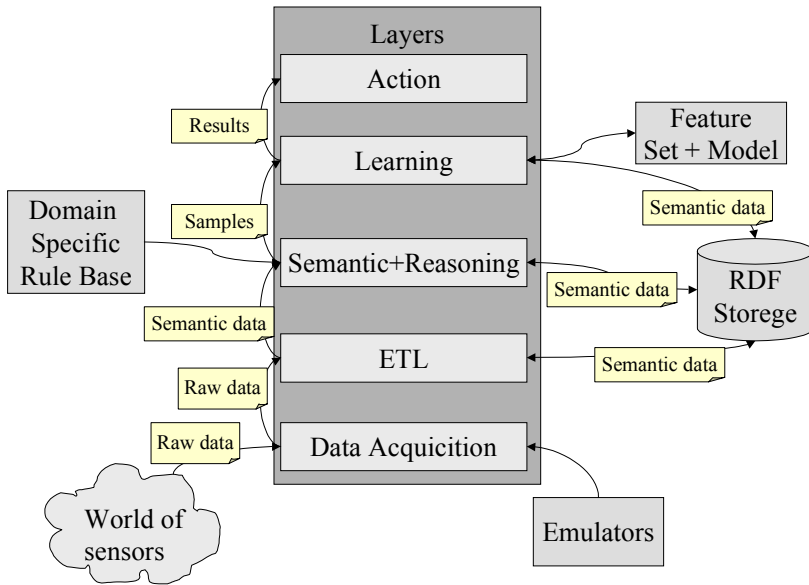 Layers
Action
Results
Learning
Feature
Set + Model
Semantic data
Samples
Domain
Specific
Rule Base
Semantic+Reasoning
Semantic data
RDF
Storege
Semantic data
ETL
Semantic data
Raw data
Raw data
Data Acquicition
World of
sensors
Emulators